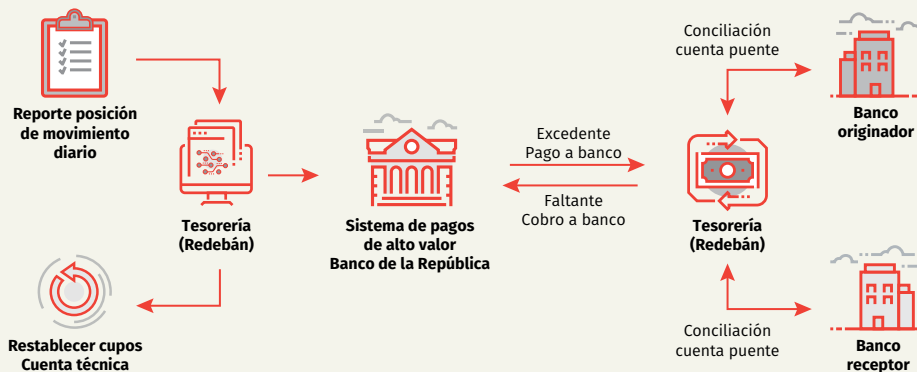 Reporte posición
de movimiento
diario
Tesorería
(Redebán)
Restablecer cupos
Cuenta técnica
Sistema de pagos
de alto valor
Banco de la República
Excedente
Pago a banco
Faltante
Cobro a banco
Conciliación
cuenta puente
Tesorería
(Redebán)
Conciliación
cuenta puente
Banco
originador
Banco
receptor